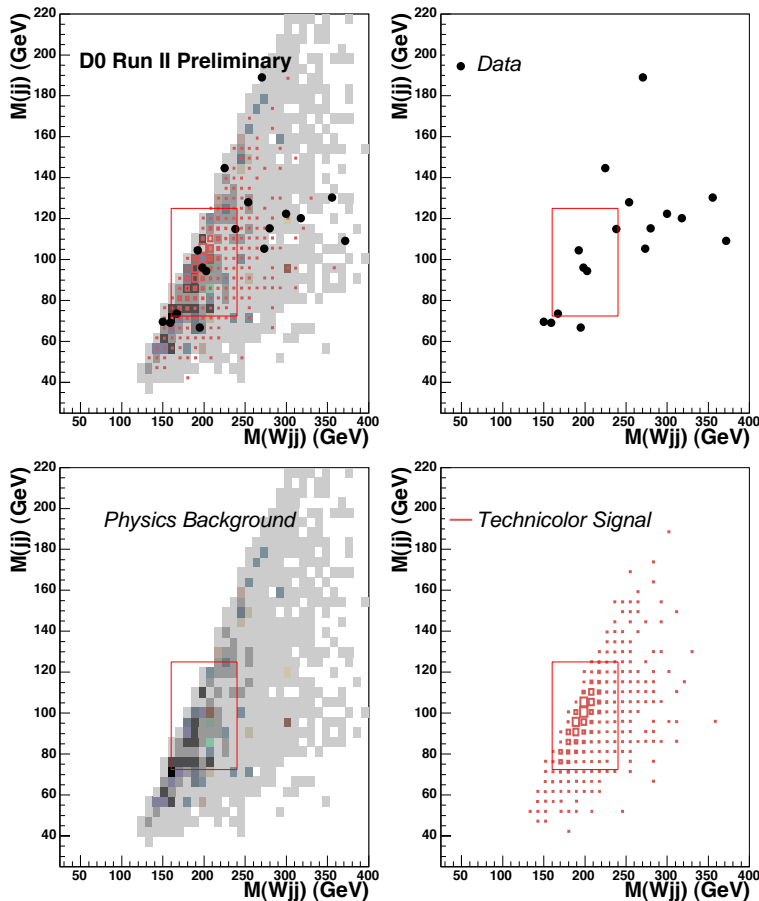 M(jj) (GeV)
220
200
180
160
140
120
100
80
60
40
D0 Run II Preliminary
50 100 150 200 250 300 350 400
M(Wjj) (GeV)
M(jj) (GeV)
220
200
180
160
140
120
100
80
60
40
Data
50 100 150 200 250 300 350 400
M(Wjj) (GeV)
M(jj) (GeV)
220
200
180
160
140
120
100
80
60
40
Physics Background
50 100 150 200 250 300 350 400
M(Wjj) (GeV)
M(jj) (GeV)
220
200
180
160
140
120
100
80
60
40
Technicolor Signal
50 100 150 200 250 300 350 400
M(Wjj) (GeV)